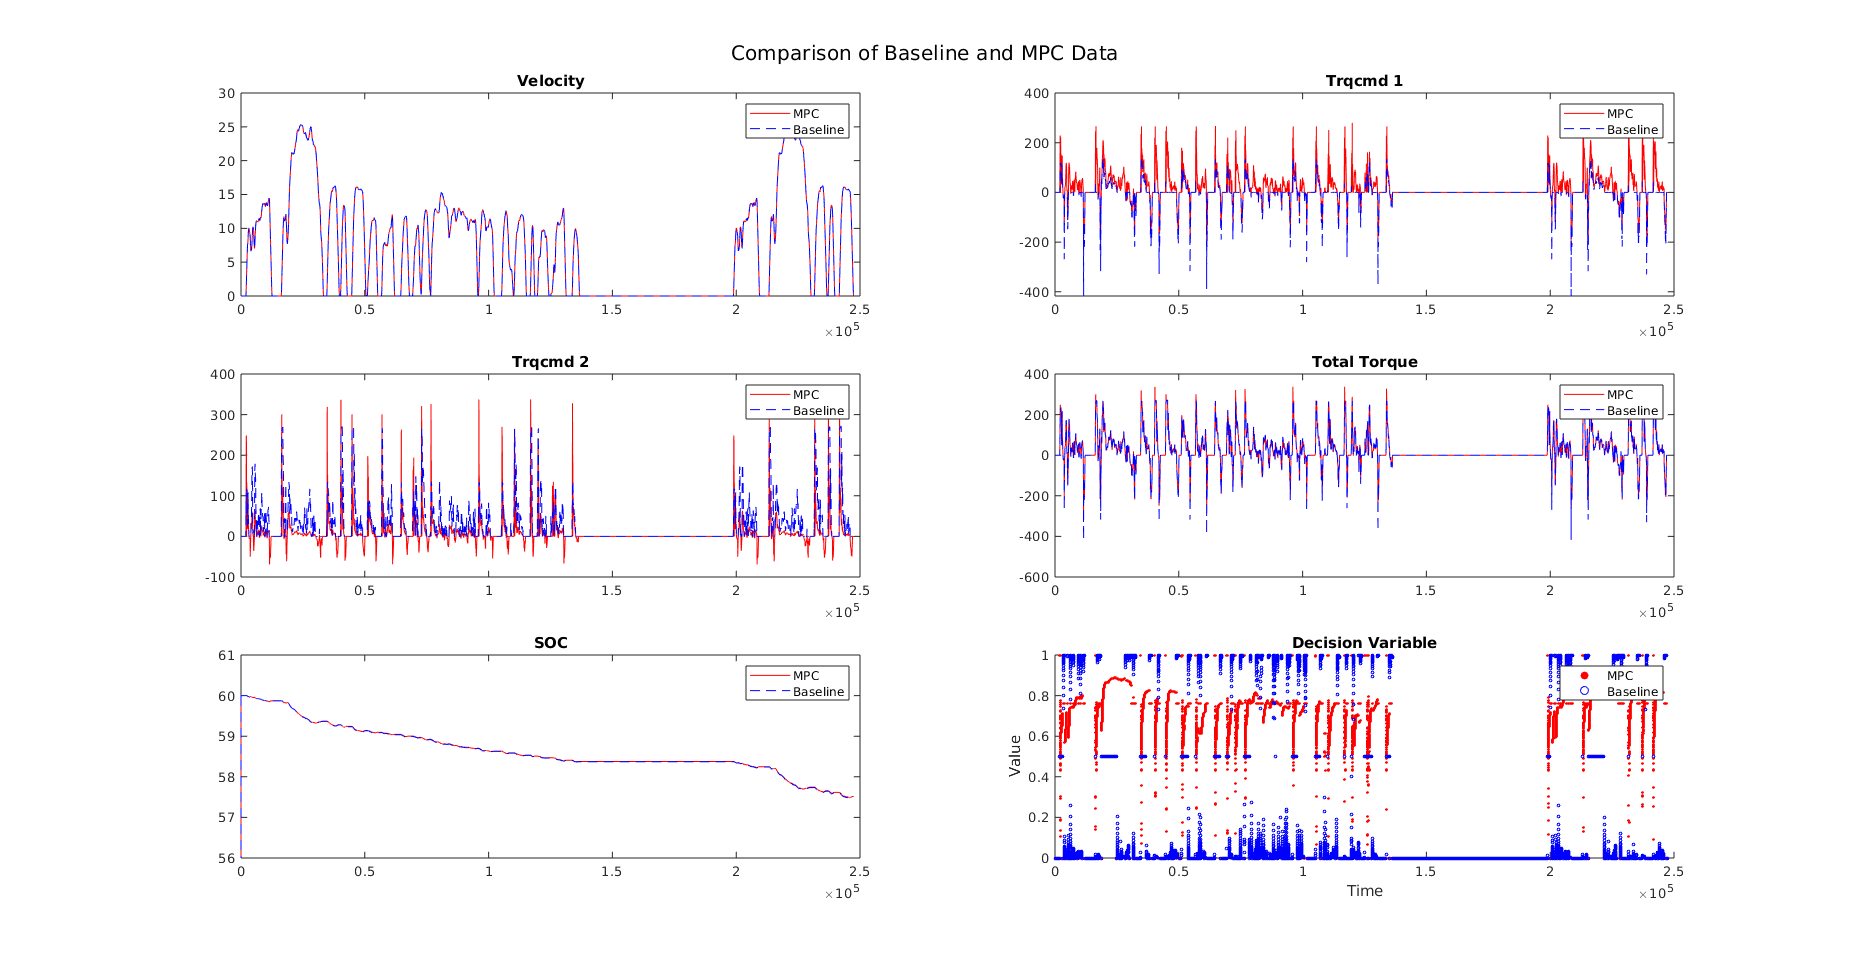 Comparison of Baseline and MPC Data
Velocity
30
25
20
15
10
5
0
0 0.5 1 1.5 2 2.5
×10^5
MPC
Baseline
Trqcmd 1
400
200
0
-200
-400
0 0.5 1 1.5 2 2.5
×10^5
MPC
Baseline
Trqcmd 2
400
300
200
100
0
-100
0 0.5 1 1.5 2 2.5
×10^5
MPC
Baseline
Total Torque
400
200
0
-200
-400
-600
0 0.5 1 1.5 2 2.5
×10^5
MPC
Baseline
SOC
61
60
59
58
57
56
0 0.5 1 1.5 2 2.5
×10^5
MPC
Baseline
Decision Variable
1
0.8
0.6
0.4
0.2
0
Value
0 0.5 1 1.5 2 2.5
Time
×10^5
MPC
Baseline